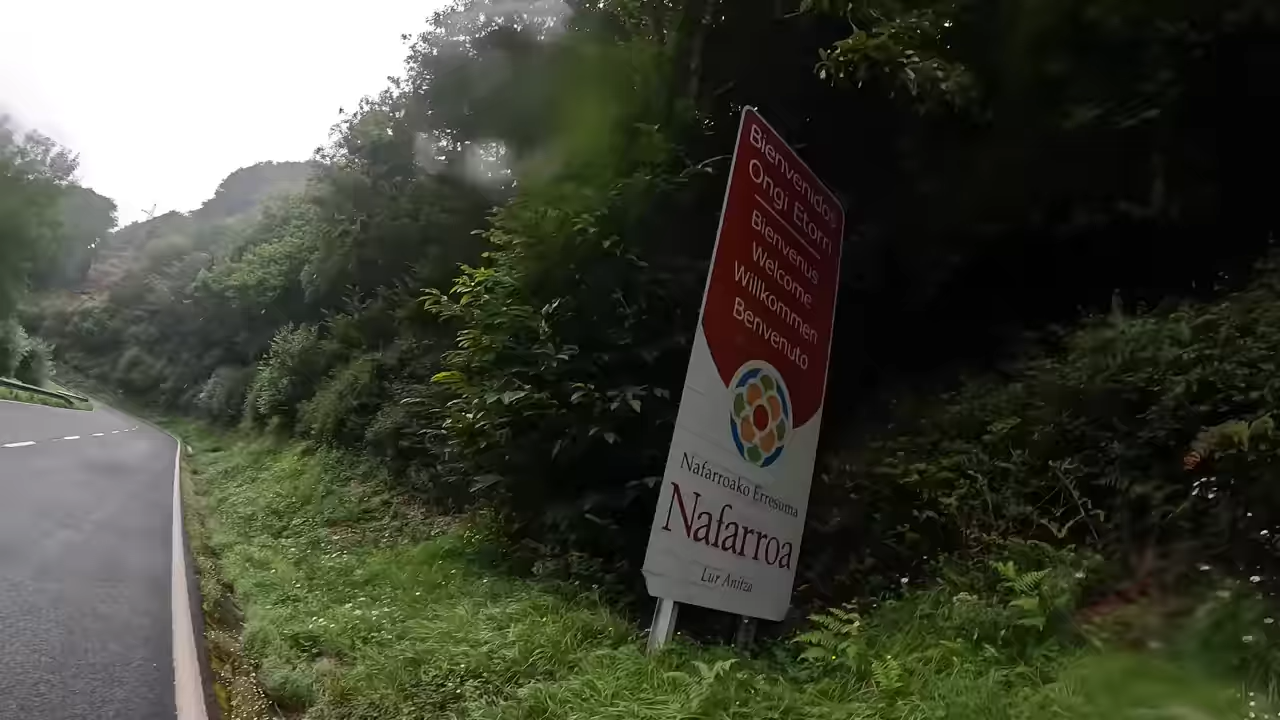 Bienvenidos
Ongi Etorri
Bienvenus
Welcome
Willkommen
Benvenuto
Nafarroako Erresuma
Nafarroa
Lur Anitza